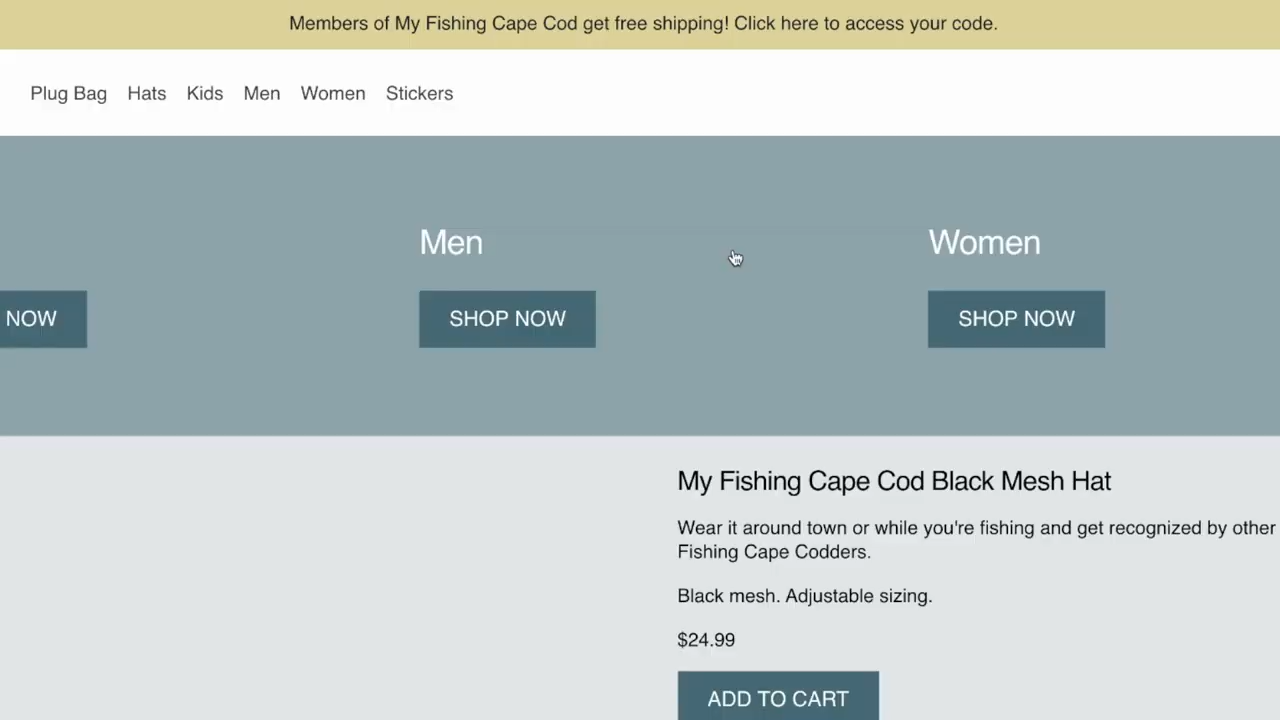 Members of My Fishing Cape Cod get free shipping! Click here to access your code.
Plug Bag Hats Kids Men Women Stickers
Men
Women
NOW
SHOP NOW
SHOP NOW
My Fishing Cape Cod Black Mesh Hat
Wear it around town or while you're fishing and get recognized by other
Fishing Cape Codders.
Black mesh. Adjustable sizing.
$24.99
ADD TO CART